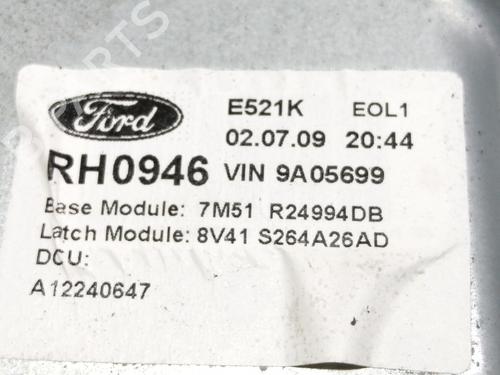 PARTS
Ford
E521K EOL1
02.07.09 20:44
RH0946 VIN 9A05699
Base Module: 7M51 R24994DB
Latch Module: 8V41 S264A26AD
DCU:
A12240647